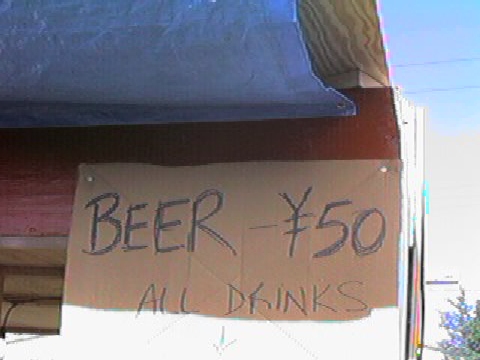 BEER - ¥50
ALL DRINKS
↓